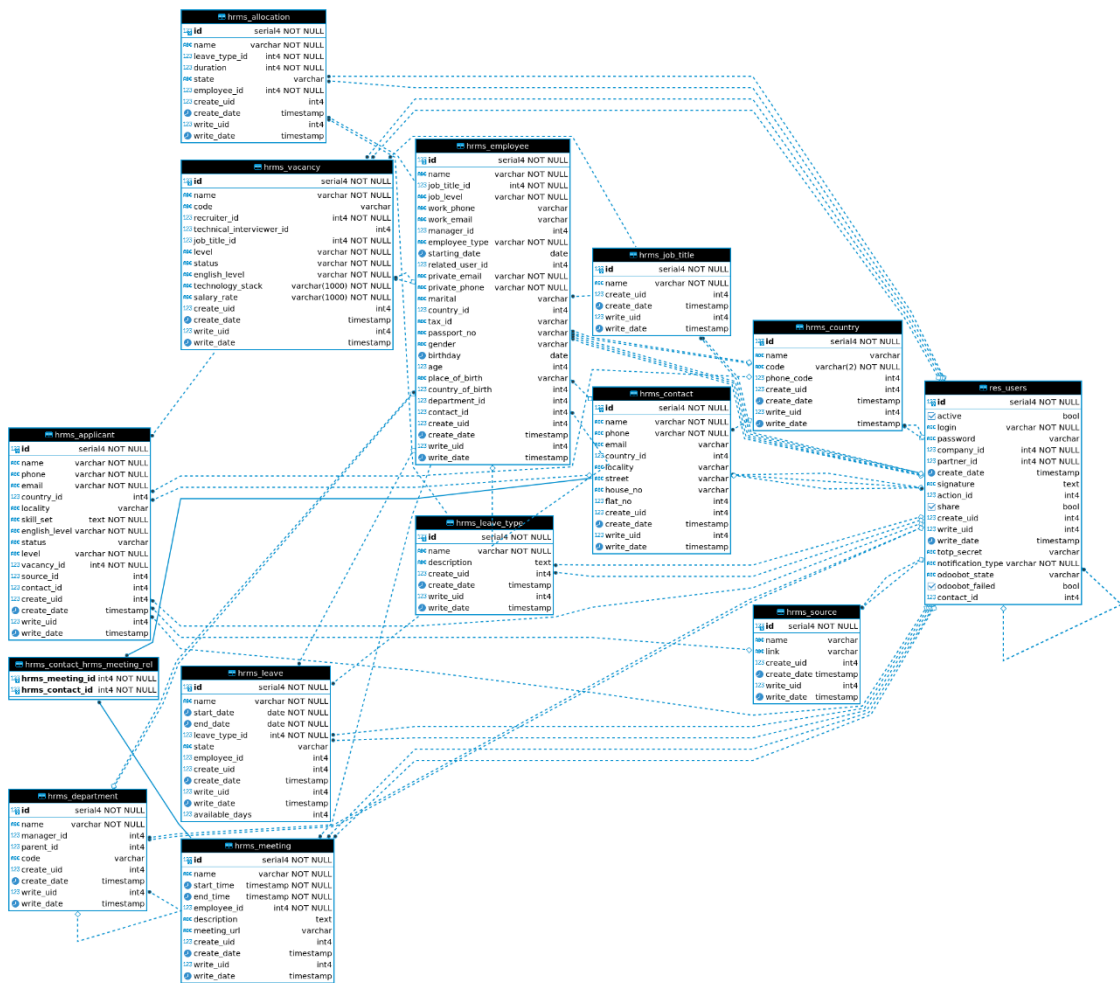 hrms_allocation
id serial4 NOT NULL
name varchar NOT NULL
leave_type_id int4 NOT NULL
duration int4 NOT NULL
state varchar
employee_id int4 NOT NULL
create_uid int4
create_date timestamp
write_uid int4
write_date timestamp
hrms_vacancy
id serial4 NOT NULL
name varchar NOT NULL
code varchar
recruiter_id int4 NOT NULL
technical_interviewer_id int4
job_title_id int4 NOT NULL
level varchar NOT NULL
status varchar NOT NULL
english_level varchar NOT NULL
technology_stack varchar(1000) NOT NULL
salary_rate varchar(1000) NOT NULL
create_uid int4
create_date timestamp
write_uid int4
write_date timestamp
hrms_employee
id serial4 NOT NULL
name varchar NOT NULL
job_title_id int4 NOT NULL
job_level varchar NOT NULL
work_phone varchar
work_email varchar
manager_id int4
employee_type varchar NOT NULL
starting_date date
related_user_id int4
private_email varchar NOT NULL
private_phone varchar NOT NULL
marital varchar
country_id int4
tax_id varchar
passport_no varchar
gender varchar
birthday date
age int4
place_of_birth varchar
country_of_birth int4
department_id int4
contact_id int4
create_uid int4
create_date timestamp
write_uid int4
write_date timestamp
hrms_job_title
id serial4 NOT NULL
name varchar NOT NULL
create_uid int4
create_date timestamp
write_uid int4
write_date timestamp
hrms_country
id serial4 NOT NULL
name varchar
code varchar(2) NOT NULL
phone_code int4
create_uid int4
create_date timestamp
write_uid int4
write_date timestamp
hrms_contact
id serial4 NOT NULL
name varchar NOT NULL
phone varchar NOT NULL
email varchar
country_id int4
locality varchar
street varchar
house_no varchar
flat_no int4
create_uid int4
create_date timestamp
write_uid int4
write_date timestamp
res_users
id serial4 NOT NULL
active bool
login varchar NOT NULL
password varchar
company_id int4 NOT NULL
partner_id int4 NOT NULL
create_date timestamp
signature text
action_id int4
share bool
create_uid int4
write_uid int4
write_date timestamp
totp_secret varchar
notification_type varchar NOT NULL
odoobot_state varchar
odoobot_failed bool
contact_id int4
hrms_applicant
id serial4 NOT NULL
name varchar NOT NULL
phone varchar NOT NULL
email varchar NOT NULL
country_id int4
locality varchar
skill_set text NOT NULL
english_level varchar NOT NULL
status varchar
level varchar NOT NULL
vacancy_id int4 NOT NULL
source_id int4
contact_id int4
create_uid int4
create_date timestamp
write_uid int4
write_date timestamp
hrms_leave_type
id serial4 NOT NULL
name varchar NOT NULL
description text
create_uid int4
create_date timestamp
write_uid int4
write_date timestamp
hrms_source
id serial4 NOT NULL
name varchar
link varchar
create_uid int4
create_date timestamp
write_uid int4
write_date timestamp
hrms_contact_hrms_meeting_rel
hrms_meeting_id int4 NOT NULL
hrms_contact_id int4 NOT NULL
hrms_leave
id serial4 NOT NULL
name varchar NOT NULL
start_date date NOT NULL
end_date date NOT NULL
leave_type_id int4 NOT NULL
state varchar
employee_id int4
create_uid int4
create_date timestamp
write_uid int4
write_date timestamp
available_days int4
hrms_department
id serial4 NOT NULL
name varchar NOT NULL
manager_id int4
parent_id int4
code varchar
create_uid int4
create_date timestamp
write_uid int4
write_date timestamp
hrms_meeting
id serial4 NOT NULL
name varchar NOT NULL
start_time timestamp NOT NULL
end_time timestamp NOT NULL
employee_id int4 NOT NULL
description text
meeting_url varchar
create_uid int4
create_date timestamp
write_uid int4
write_date timestamp